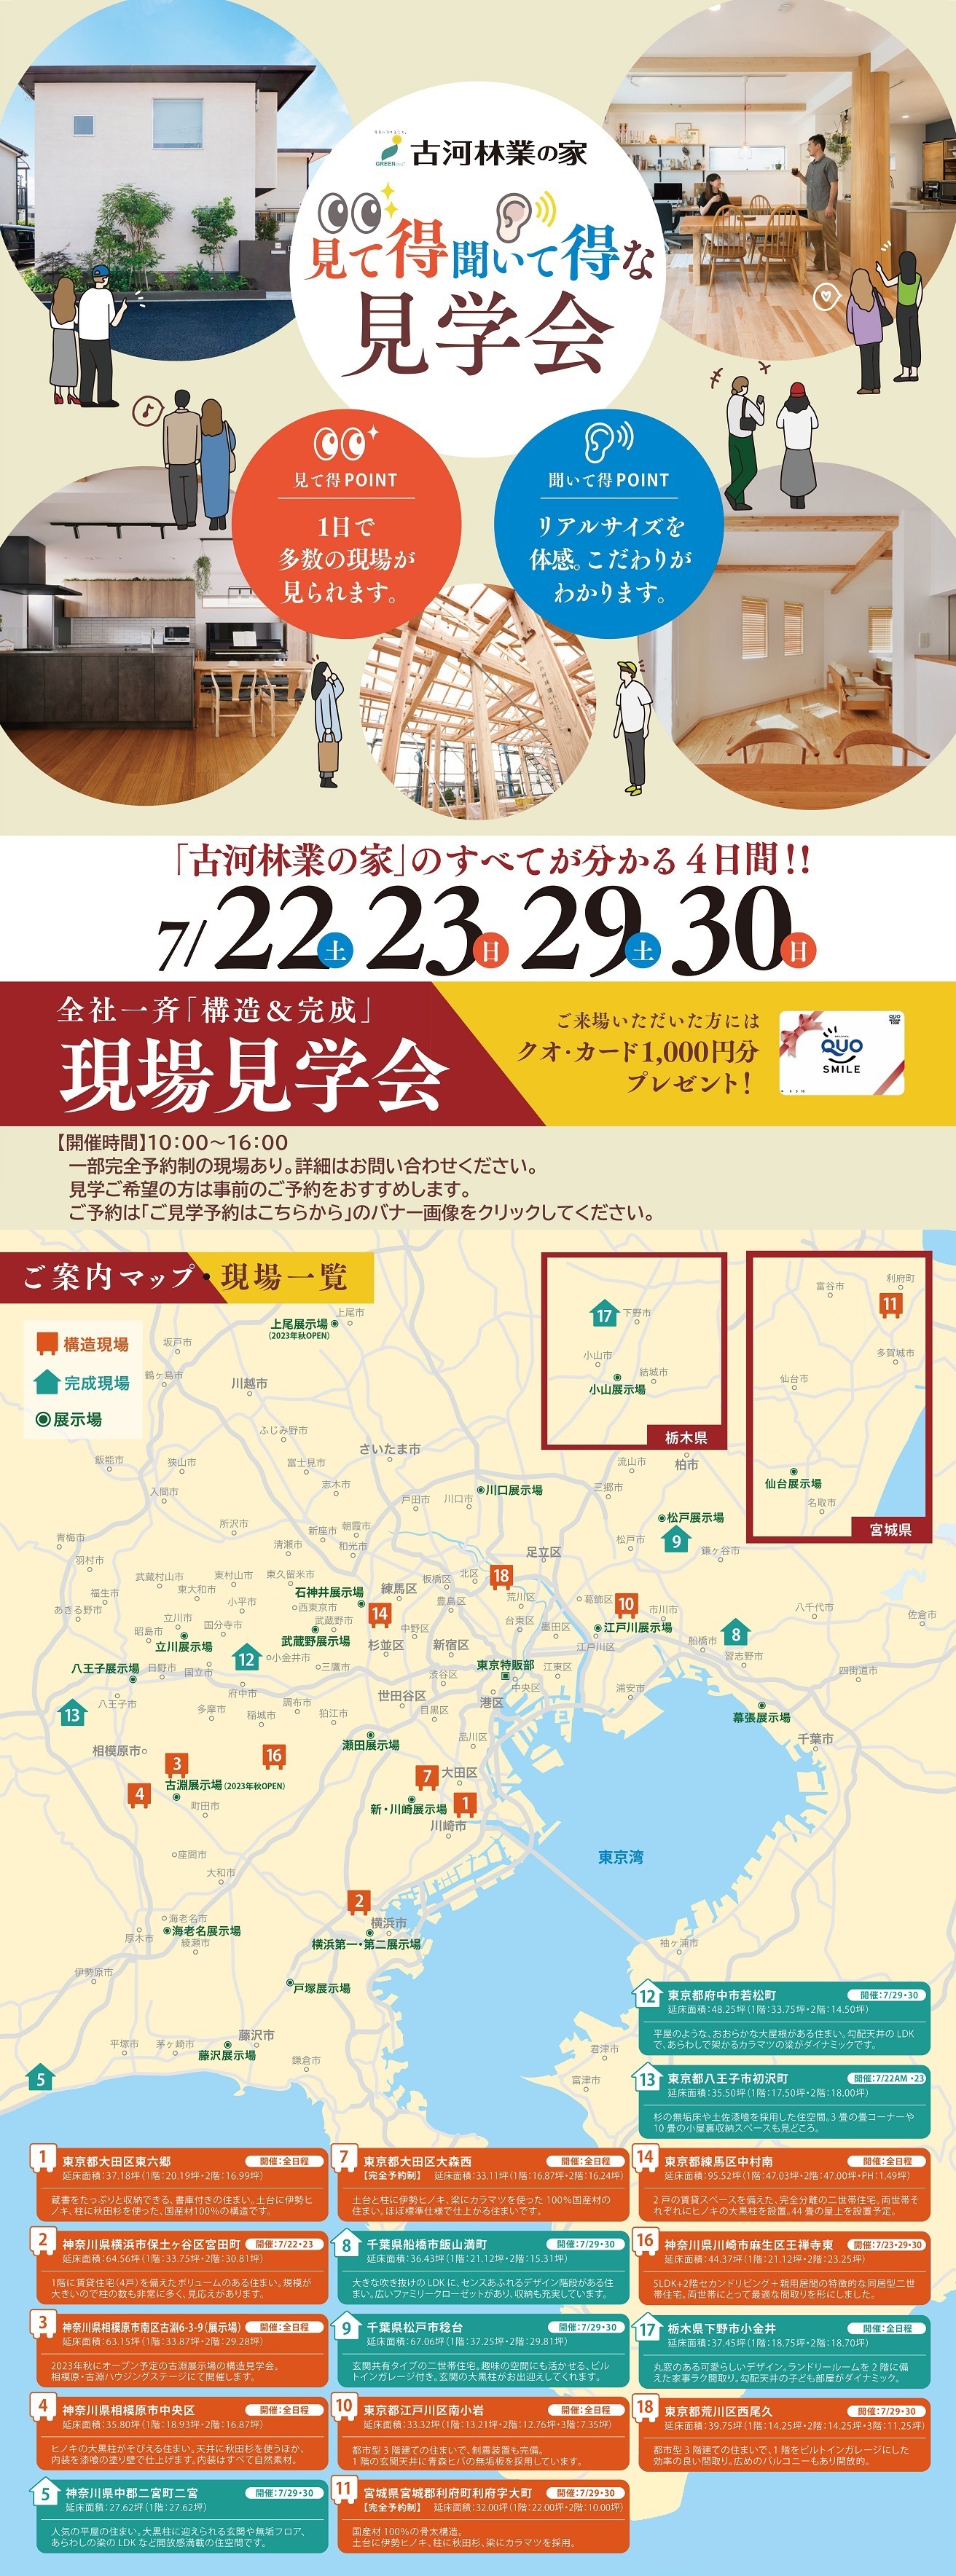 GREEN
古河林業の家
見て得聞いて得な
見学会
見て得POINT
1日で
多数の現場が
見られます。
聞いて得POINT
リアルサイズを
体感。こだわりが
わかります。
「古河林業の家」のすべてが分かる4日間!!
7/22土 23日 29土 30日
全社一斉「構造&完成」
現場見学会
ご来場いただいた方には
クオ・カード1,000円分
プレゼント!
QUO
SMILE
【開催時間】10:00〜16:00
一部完全予約制の現場あり。詳細はお問い合わせください。
見学ご希望の方は事前のご予約をおすすめします。
ご予約は「ご見学予約はこちらから」のバナー画像をクリックしてください。
ご案内マップ・現場一覧
構造現場
完成現場
展示場
上尾市
上尾展示場
(2023年秋OPEN)
坂戸市
鶴ヶ島市
川越市
ふじみ野市
さいたま市
飯能市
狭山市
富士見市
入間市
志木市
戸田市
川口市
川口展示場
17
下野市
小山市
結城市
小山展示場
栃木県
利府町
富谷市
11
多賀城市
仙台市
仙台展示場
名取市
宮城県
流山市
柏市
三郷市
松戸展示場
9
松戸市
鎌ヶ谷市
青梅市
所沢市
新座市
朝霞市
清瀬市
和光市
足立区
羽村市
武蔵村山市
東村山市
東久留米市
東大和市
福生市
あきる野市
小平市
石神井展示場
練馬区
板橋区
北区
18
豊島区
荒川区
葛飾区
10
市川市
八千代市
佐倉市
西東京市
14
立川市
国分寺市
武蔵野市
中野区
台東区
墨田区
江戸川展示場
昭島市
立川展示場
武蔵野展示場
杉並区
新宿区
江戸川区
船橋市
8
習志野市
12
小金井市
三鷹市
八王子展示場
日野市
国立市
東京特販部
渋谷区
江東区
四街道市
府中市
中央区
13
八王子市
多摩市
稲城市
調布市
狛江市
世田谷区
目黒区
港区
浦安市
幕張展示場
千葉市
相模原市
瀬田展示場
品川区
3
16
古淵展示場(2023年秋OPEN)
4
町田市
7
大田区
新・川崎展示場
1
川崎市
東京湾
座間市
大和市
2
横浜市
横浜第一・第二展示場
海老名市
海老名展示場
厚木市
綾瀬市
袖ヶ浦市
伊勢原市
戸塚展示場
藤沢市
平塚市
茅ヶ崎市
藤沢展示場
鎌倉市
君津市
富津市
5
12 東京都府中市若松町 開催:7/29・30
延床面積:48.25坪(1階:33.75坪・2階:14.50坪)
平屋のような、おおらかな大屋根がある住まい。勾配天井のLDK
で、あらわしで架かるカラマツの梁がダイナミックです。
13 東京都八王子市初沢町 開催:7/22AM・23
延床面積:35.50坪(1階:17.50坪・2階:18.00坪)
杉の無垢床や土佐漆喰を採用した住空間。3畳の畳コーナーや
10畳の小屋裏収納スペースも見どころ。
1 東京都大田区東六郷 開催:全日程
延床面積:37.18坪(1階:20.19坪・2階:16.99坪)
蔵書をたっぷりと収納できる、書庫付きの住まい。土台に伊勢ヒ
ノキ、柱に秋田杉を使った、国産材100%の構造です。
2 神奈川県横浜市保土ヶ谷区宮田町 開催:7/22・23
延床面積:64.56坪(1階:33.75坪・2階:30.81坪)
1階に賃貸住宅(4戸)を備えたボリュームのある住まい。規模が
大きいので柱の数も非常に多く、見応えがあります。
3 神奈川県相模原市南区古淵6-3-9(展示場) 開催:全日程
延床面積:63.15坪(1階:33.87坪・2階:29.28坪)
2023年秋にオープン予定の古淵展示場の構造見学会。
相模原・古淵ハウジングステージにて開催します。
4 神奈川県相模原市中央区 開催:全日程
延床面積:35.80坪(1階:18.93坪・2階:16.87坪)
ヒノキの大黒柱がそびえる住まい。天井に秋田杉を使うほか、
内装を漆喰の塗り壁で仕上げます。内装はすべて自然素材。
5 神奈川県中郡二宮町二宮 開催:7/29・30
延床面積:27.62坪(1階:27.62坪)
人気の平屋の住まい。大黒柱に迎えられる玄関や無垢フロア、
あらわしの梁のLDKなど開放感満載の住空間です。
7 東京都大田区大森西 開催:全日程
【完全予約制】 延床面積:33.11坪(1階:16.87坪・2階:16.24坪)
土台と柱に伊勢ヒノキ、梁にカラマツを使った100%国産材の
住まい。ほぼ標準仕様で仕上がる住まいです。
8 千葉県船橋市飯山満町 開催:7/29・30
延床面積:36.43坪(1階:21.12坪・2階:15.31坪)
大きな吹き抜けのLDKに、センスあふれるデザイン階段がある住
まい。広いファミリークローゼットがあり、収納も充実しています。
9 千葉県松戸市稔台 開催:7/29・30
延床面積:67.06坪(1階:37.25坪・2階:29.81坪)
玄関共有タイプの二世帯住宅。趣味の空間にも活かせる、ビル
トインガレージ付き。玄関の大黒柱がお出迎えしてくれます。
10 東京都江戸川区南小岩 開催:全日程
延床面積:33.32坪(1階:13.21坪・2階:12.76坪・3階:7.35坪)
都市型3階建ての住まいで、制震装置も完備。
1階の玄関天井に青森ヒバの無垢板を採用しています。
11 宮城県宮城郡利府町利府字大町 開催:7/29・30
【完全予約制】 延床面積:32.00坪(1階:22.00坪・2階:10.00坪)
国産材100%の骨太構造。
土台に伊勢ヒノキ、柱に秋田杉、梁にカラマツを採用。
14 東京都練馬区中村南 開催:全日程
延床面積:95.52坪(1階:47.03坪・2階:47.00坪・PH:1.49坪)
2戸の賃貸スペースを備えた、完全分離の二世帯住宅。両世帯そ
れぞれにヒノキの大黒柱を設置。44畳の屋上を設置予定。
16 神奈川県川崎市麻生区王禅寺東 開催:7/23・29・30
延床面積:44.37坪(1階:21.12坪・2階:23.25坪)
5LDK+2階セカンドリビング+親用居間の特徴的な同居型二世
帯住宅。両世帯にとって最適な間取りを形にしました。
17 栃木県下野市小金井 開催:全日程
延床面積:37.45坪(1階:18.75坪・2階:18.70坪)
丸窓のある可愛らしいデザイン。ランドリールームを2階に備
えた家事ラク間取り。勾配天井の子ども部屋がダイナミック。
18 東京都荒川区西尾久 開催:7/29・30
延床面積:39.75坪(1階:14.25坪・2階:14.25坪・3階:11.25坪)
都市型3階建ての住まいで、1階をビルトインガレージにした
効率の良い間取り。広めのバルコニーもあり開放的。